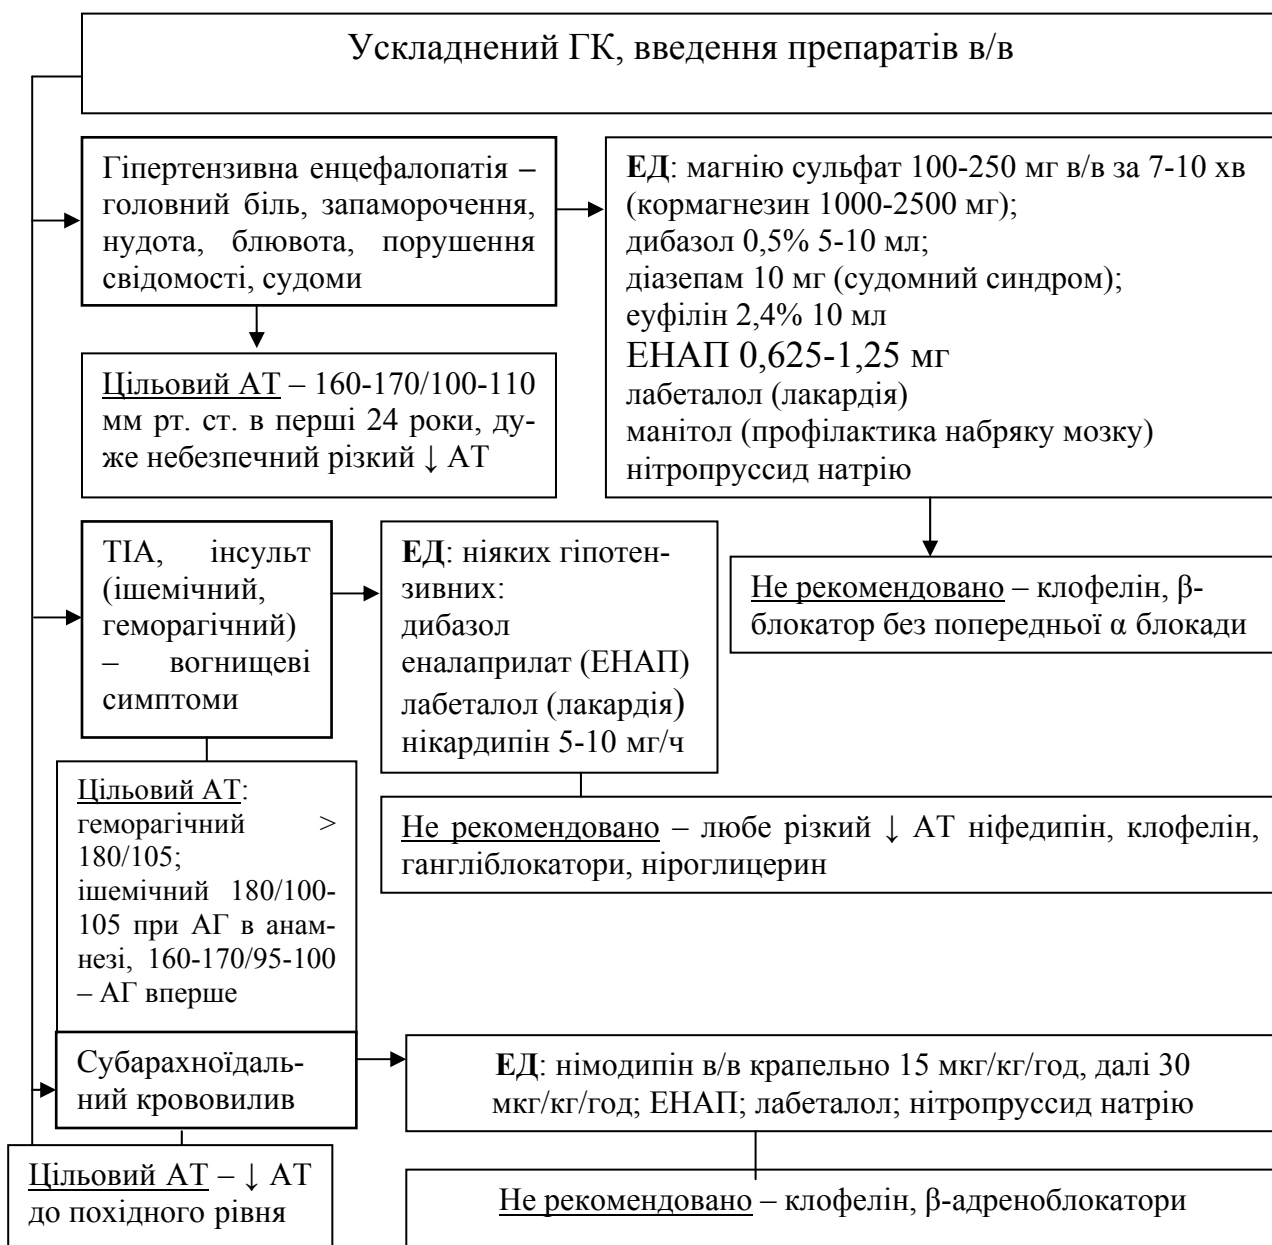 Ускладнений ГК, введення препаратів в/в
Гіпертензивна енцефалопатія –
головний біль, запаморочення,
нудота, блювота, порушення
свідомості, судоми
ЕД: магнію сульфат 100-250 мг в/в за 7-10 хв
(кормагнезин 1000-2500 мг);
дибазол 0,5% 5-10 мл;
діазепам 10 мг (судомний синдром);
еуфілін 2,4% 10 мл
ЕНАП 0,625-1,25 мг
лабеталол (лакардія)
манітол (профілактика набряку мозку)
нітропруссид натрію
Цільовий АТ – 160-170/100-110
мм рт. ст. в перші 24 роки, ду-
же небезпечний різкий ↓ АТ
Не рекомендовано – клофелін, β-
блокатор без попередньої α блокади
ТІА, інсульт
(ішемічний,
геморагічний)
– вогнищеві
симптоми
ЕД: ніяких гіпотен-
зивних:
дибазол
еналаприлат (ЕНАП)
лабеталол (лакардія)
нікардипін 5-10 мг/ч
Цільовий АТ:
геморагічний >
180/105;
ішемічний 180/100-
105 при АГ в анам-
незі, 160-170/95-100
– АГ вперше
Не рекомендовано – любе різкий ↓ АТ ніфедипін, клофелін,
гангліблокатори, ніроглицерин
Субарахноїдаль-
ний крововилив
ЕД: німодипін в/в крапельно 15 мкг/кг/год, далі 30
мкг/кг/год; ЕНАП; лабеталол; нітропруссид натрію
Цільовий АТ – ↓ АТ
до похідного рівня
Не рекомендовано – клофелін, β-адреноблокатори